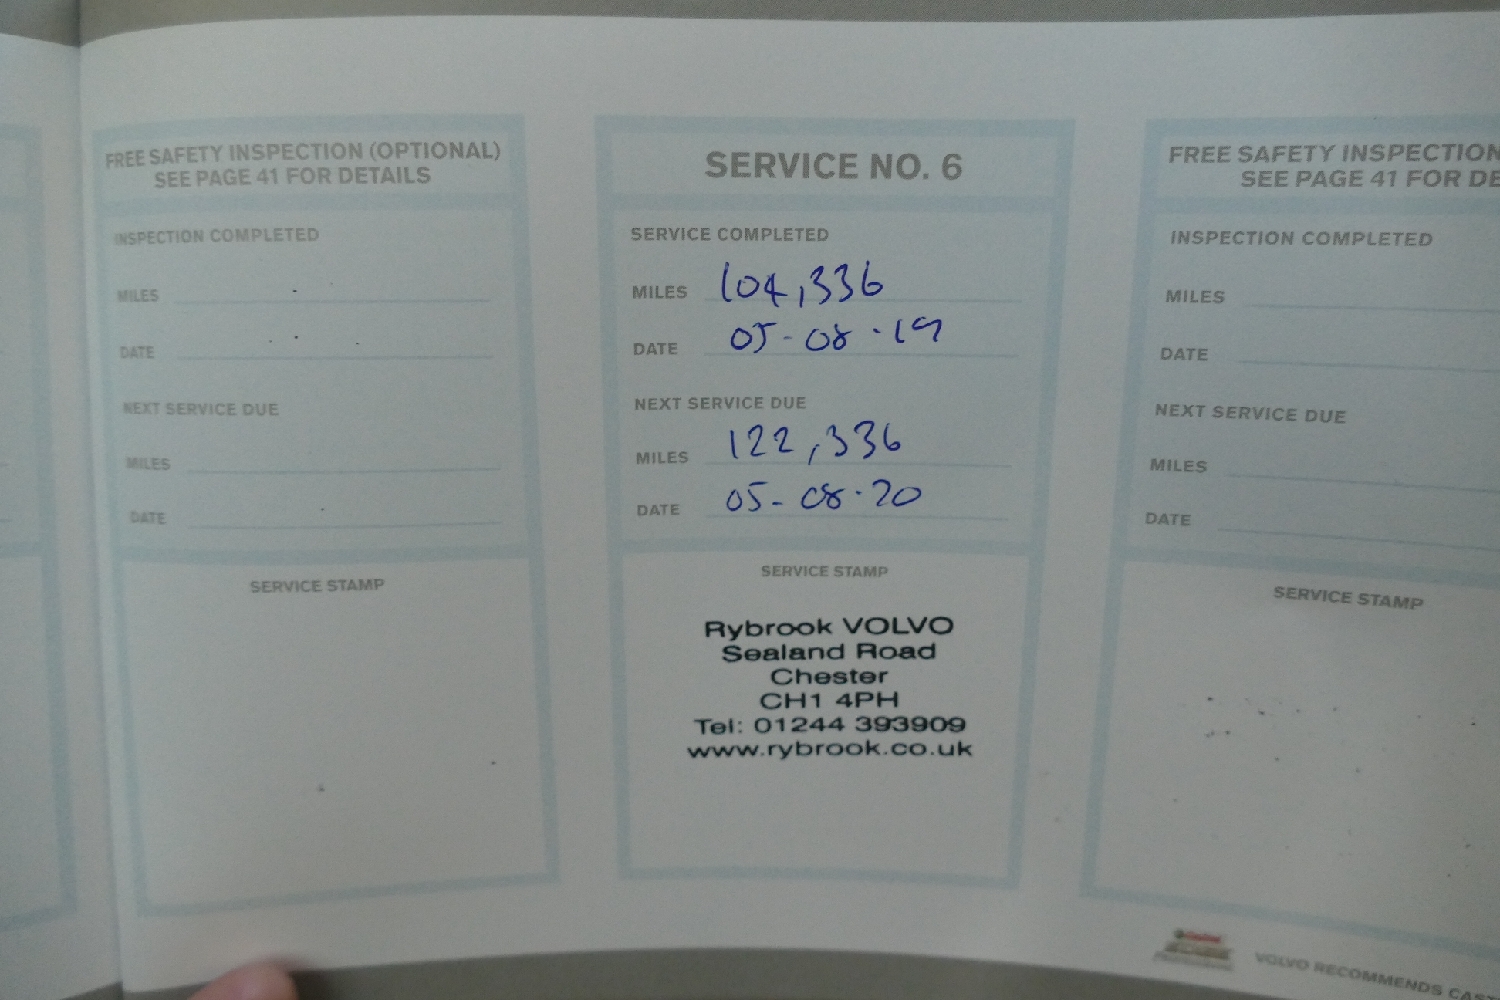 FREE SAFETY INSPECTION (OPTIONAL)
SEE PAGE 41 FOR DETAILS
INSPECTION COMPLETED
MILES
DATE
NEXT SERVICE DUE
MILES
DATE
SERVICE STAMP
SERVICE NO. 6
SERVICE COMPLETED
MILES 104,336
DATE 05-08-19
NEXT SERVICE DUE
MILES 122,336
DATE 05-08-20
SERVICE STAMP
Rybrook VOLVO
Sealand Road
Chester
CH1 4PH
Tel: 01244 393909
www.rybrook.co.uk
FREE SAFETY INSPECTION
SEE PAGE 41 FOR DE
INSPECTION COMPLETED
MILES
DATE
NEXT SERVICE DUE
MILES
DATE
SERVICE STAMP
Castrol
VOLVO RECOMMENDS CAS